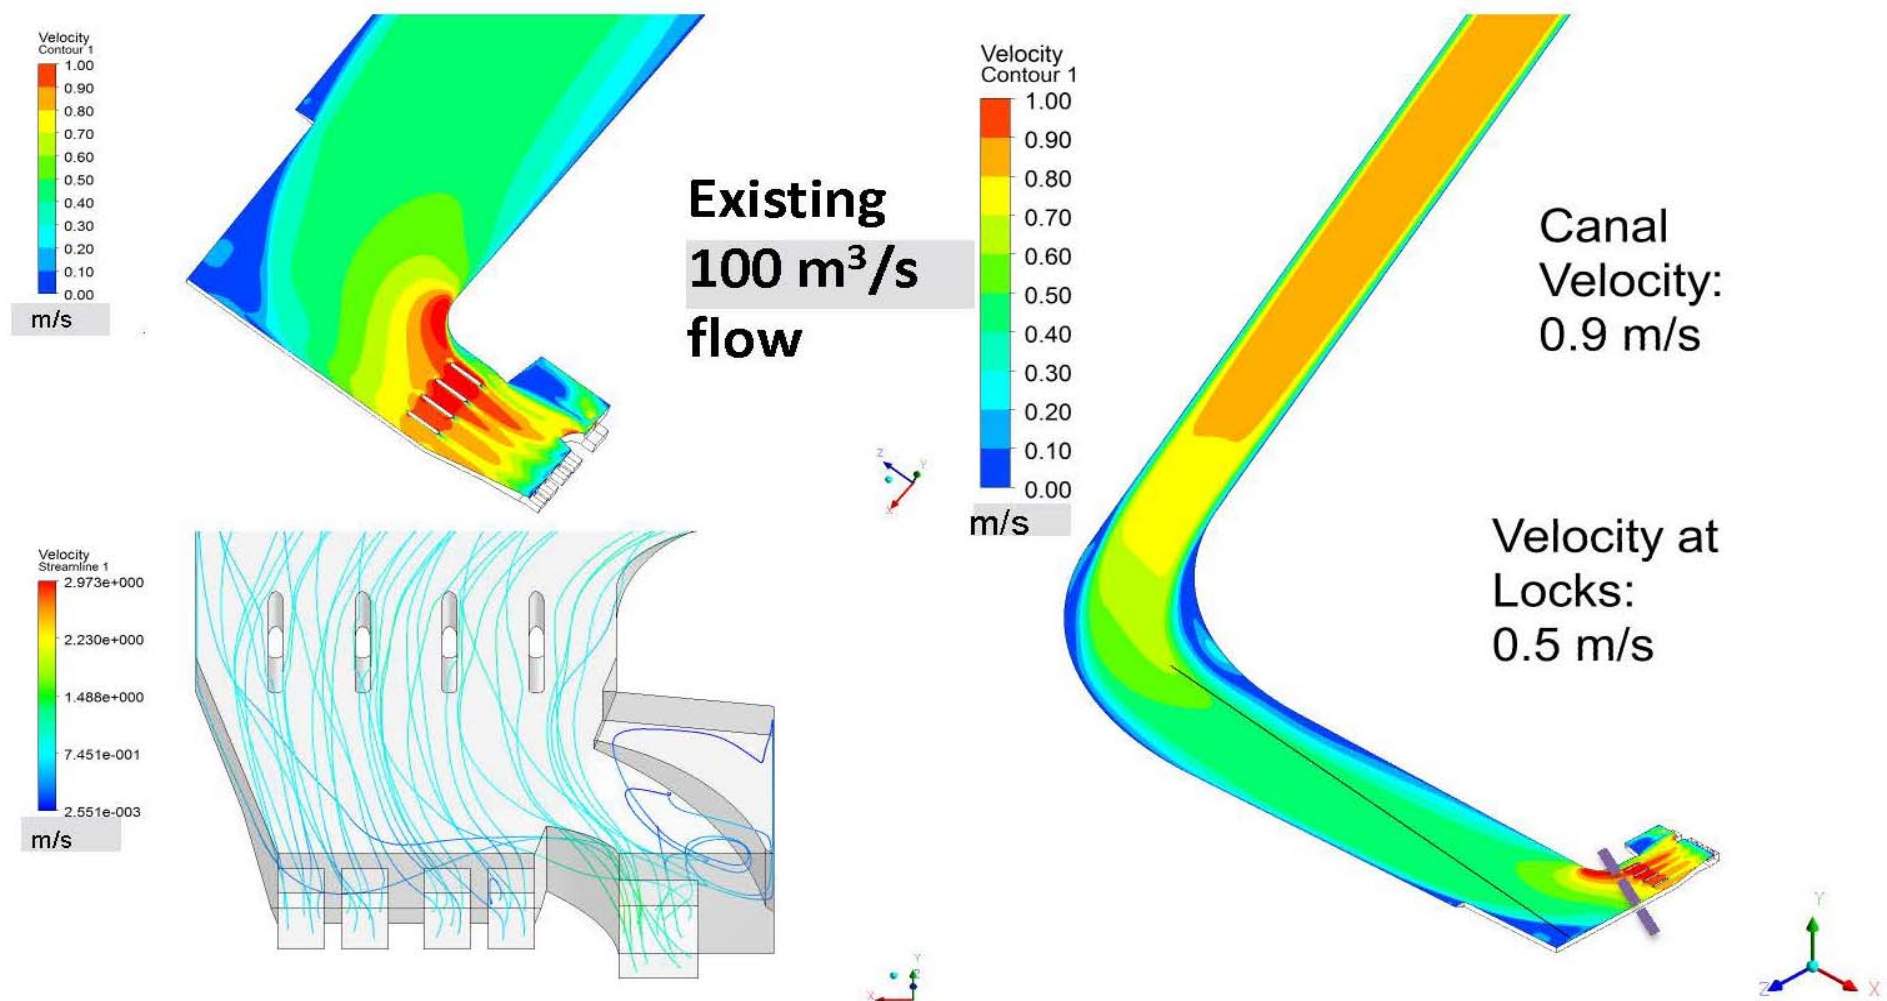 Velocity
Contour 1
1.00
0.90
0.80
0.70
0.60
0.50
0.40
0.30
0.20
0.10
0.00
m/s
Existing
100 m³/s
flow
Z
Y
X
Velocity
Contour 1
1.00
0.90
0.80
0.70
0.60
0.50
0.40
0.30
0.20
0.10
0.00
m/s
Canal
Velocity:
0.9 m/s
Velocity at
Locks:
0.5 m/s
Velocity
Streamline 1
2.973e+000
2.230e+000
1.488e+000
7.451e-001
2.551e-003
m/s
Y
X
Y
Z
X